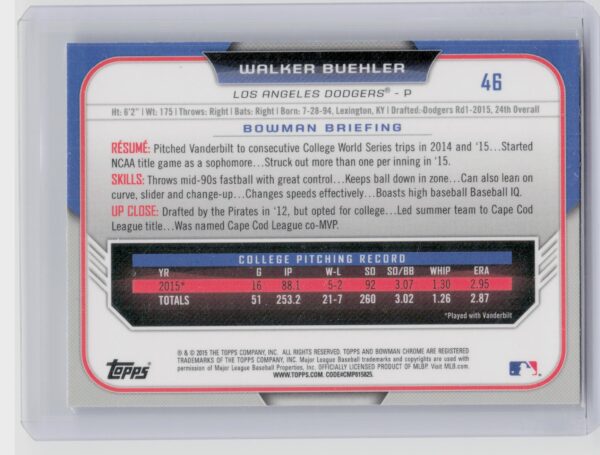 WALKER BUEHLER
46
LOS ANGELES DODGERS® - P
Ht: 6'2" | Wt: 175 | Throws: Right | Bats: Right | Born: 7-28-94, Lexington, KY | Drafted: Dodgers Rd1-2015, 24th Overall
BOWMAN BRIEFING
RÉSUMÉ: Pitched Vanderbilt to consecutive College World Series trips in 2014 and '15...Started
NCAA title game as a sophomore...Struck out more than one per inning in '15.
SKILLS: Throws mid-90s fastball with great control...Keeps ball down in zone...Can also lean on
curve, slider and change-up...Changes speeds effectively...Boasts high baseball Baseball IQ.
UP CLOSE: Drafted by the Pirates in '12, but opted for college...Led summer team to Cape Cod
League title...Was named Cape Cod League co-MVP.
COLLEGE PITCHING RECORD
YR G IP W-L SO SO/BB WHIP ERA
2015* 16 88.1 5-2 92 3.07 1.30 2.95
TOTALS 51 253.2 21-7 260 3.02 1.26 2.87
*Played with Vanderbilt
® & © 2015 THE TOPPS COMPANY, INC. ALL RIGHTS RESERVED. TOPPS AND BOWMAN CHROME ARE REGISTERED
TRADEMARKS OF THE TOPPS COMPANY, INC. Major League Baseball trademarks and copyrights are used with
permission of Major League Baseball Properties, Inc. OFFICIALLY LICENSED PRODUCT OF MLBP. Visit MLB.com.
WWW.TOPPS.COM. CODE#CMP015825.
TOPPS